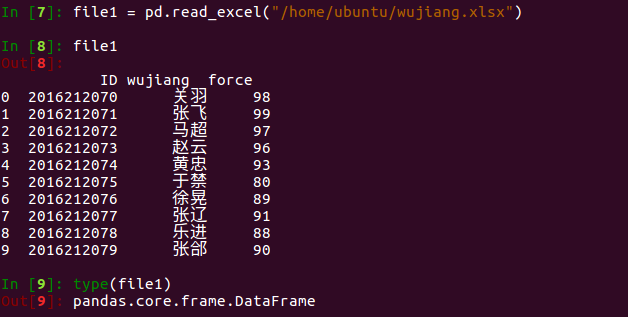 In [7]: file1 = pd.read_excel("/home/ubuntu/wujiang.xlsx")
In [8]: file1
Out[8]:
ID wujiang force
0 2016212070 关羽 98
1 2016212071 张飞 99
2 2016212072 马超 97
3 2016212073 赵云 96
4 2016212074 黄忠 93
5 2016212075 于禁 80
6 2016212076 徐晃 89
7 2016212077 张辽 91
8 2016212078 乐进 88
9 2016212079 张郃 90
In [9]: type(file1)
Out[9]: pandas.core.frame.DataFrame